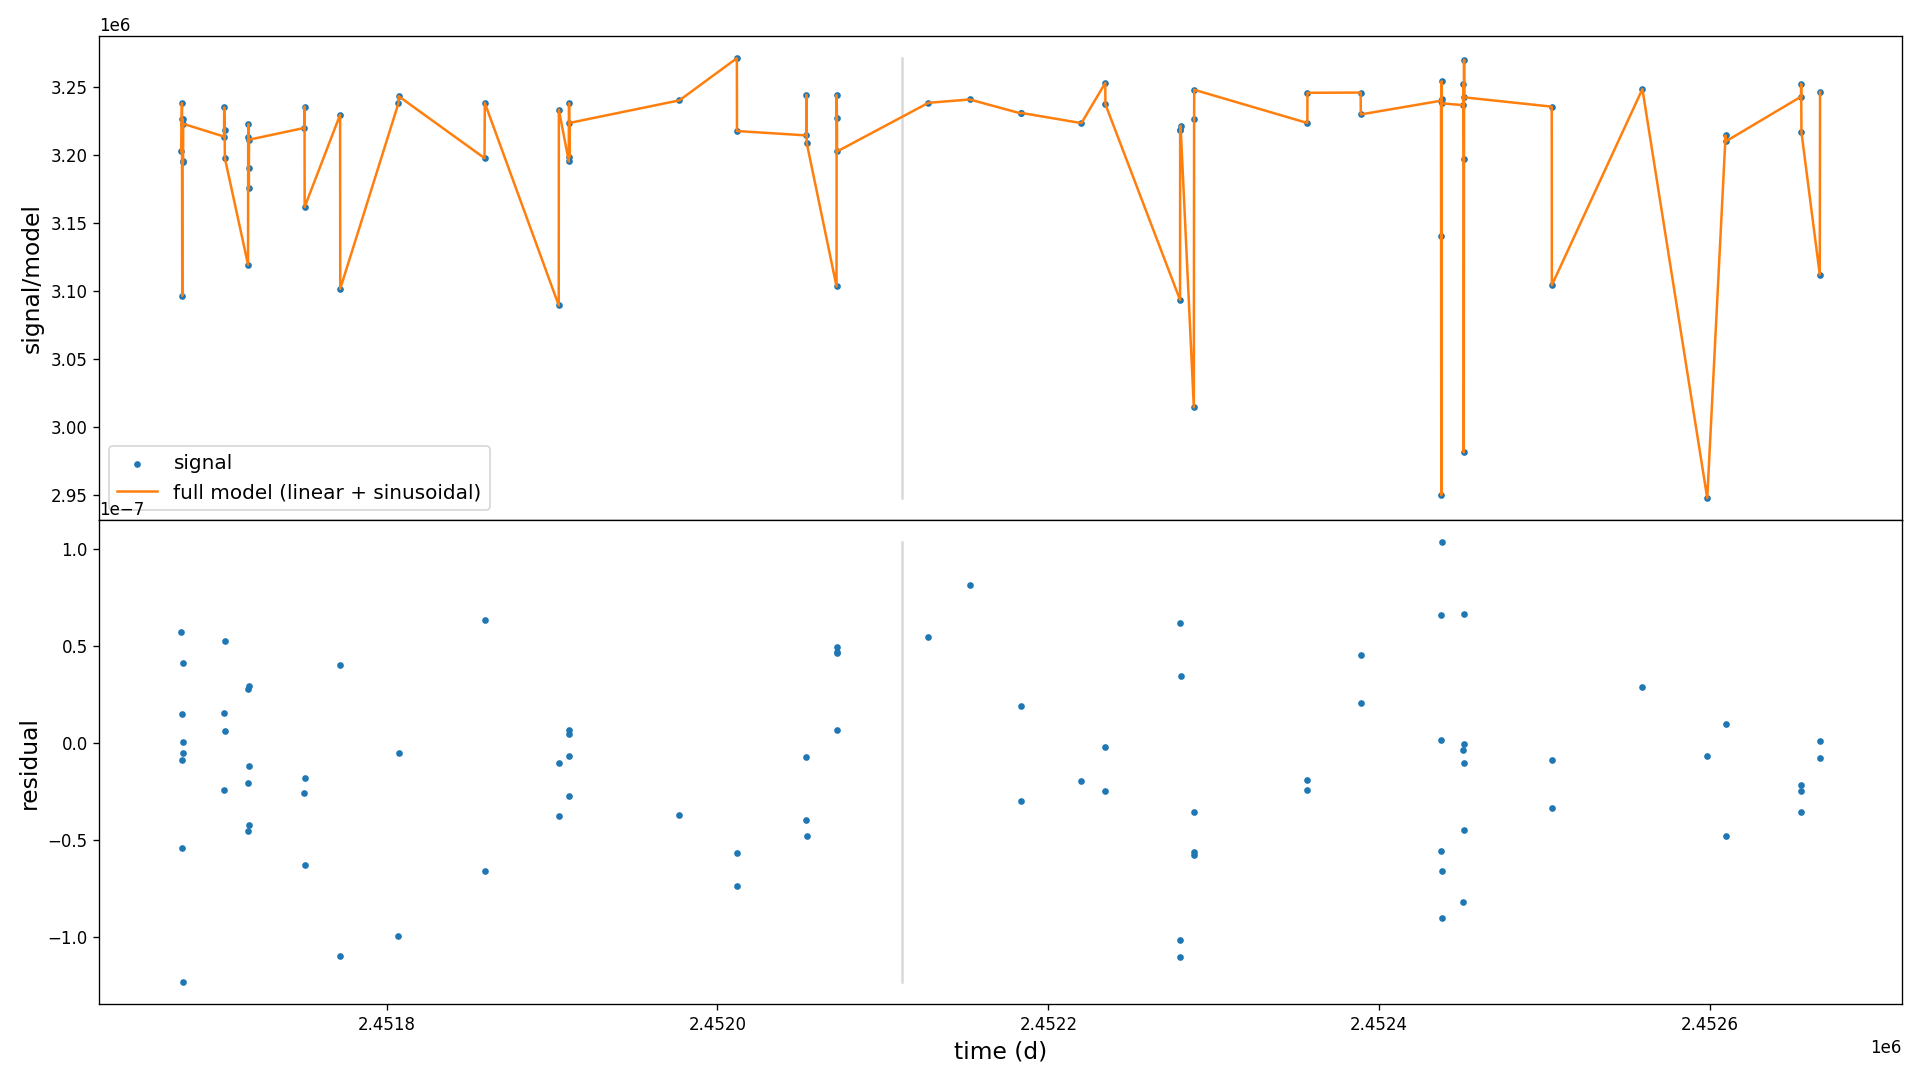 1e6
3.25
3.20
3.15
3.10
3.05
3.00
2.95
signal/model
signal
full model (linear + sinusoidal)
1e−7
1.0
0.5
0.0
−0.5
−1.0
residual
2.4518
2.4520
2.4522
2.4524
2.4526
time (d)
1e6